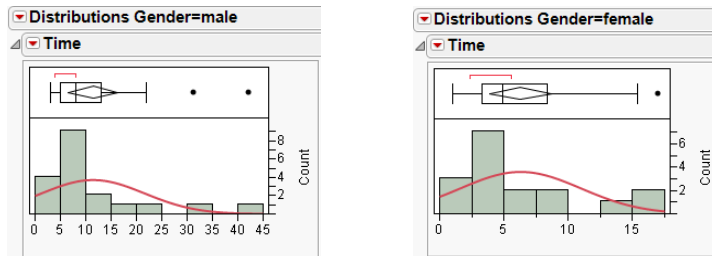 Distributions Gender=male
Time
8
6
4
2
Count
0 5 10 15 20 25 30 35 40 45
Distributions Gender=female
Time
6
4
2
Count
0 5 10 15